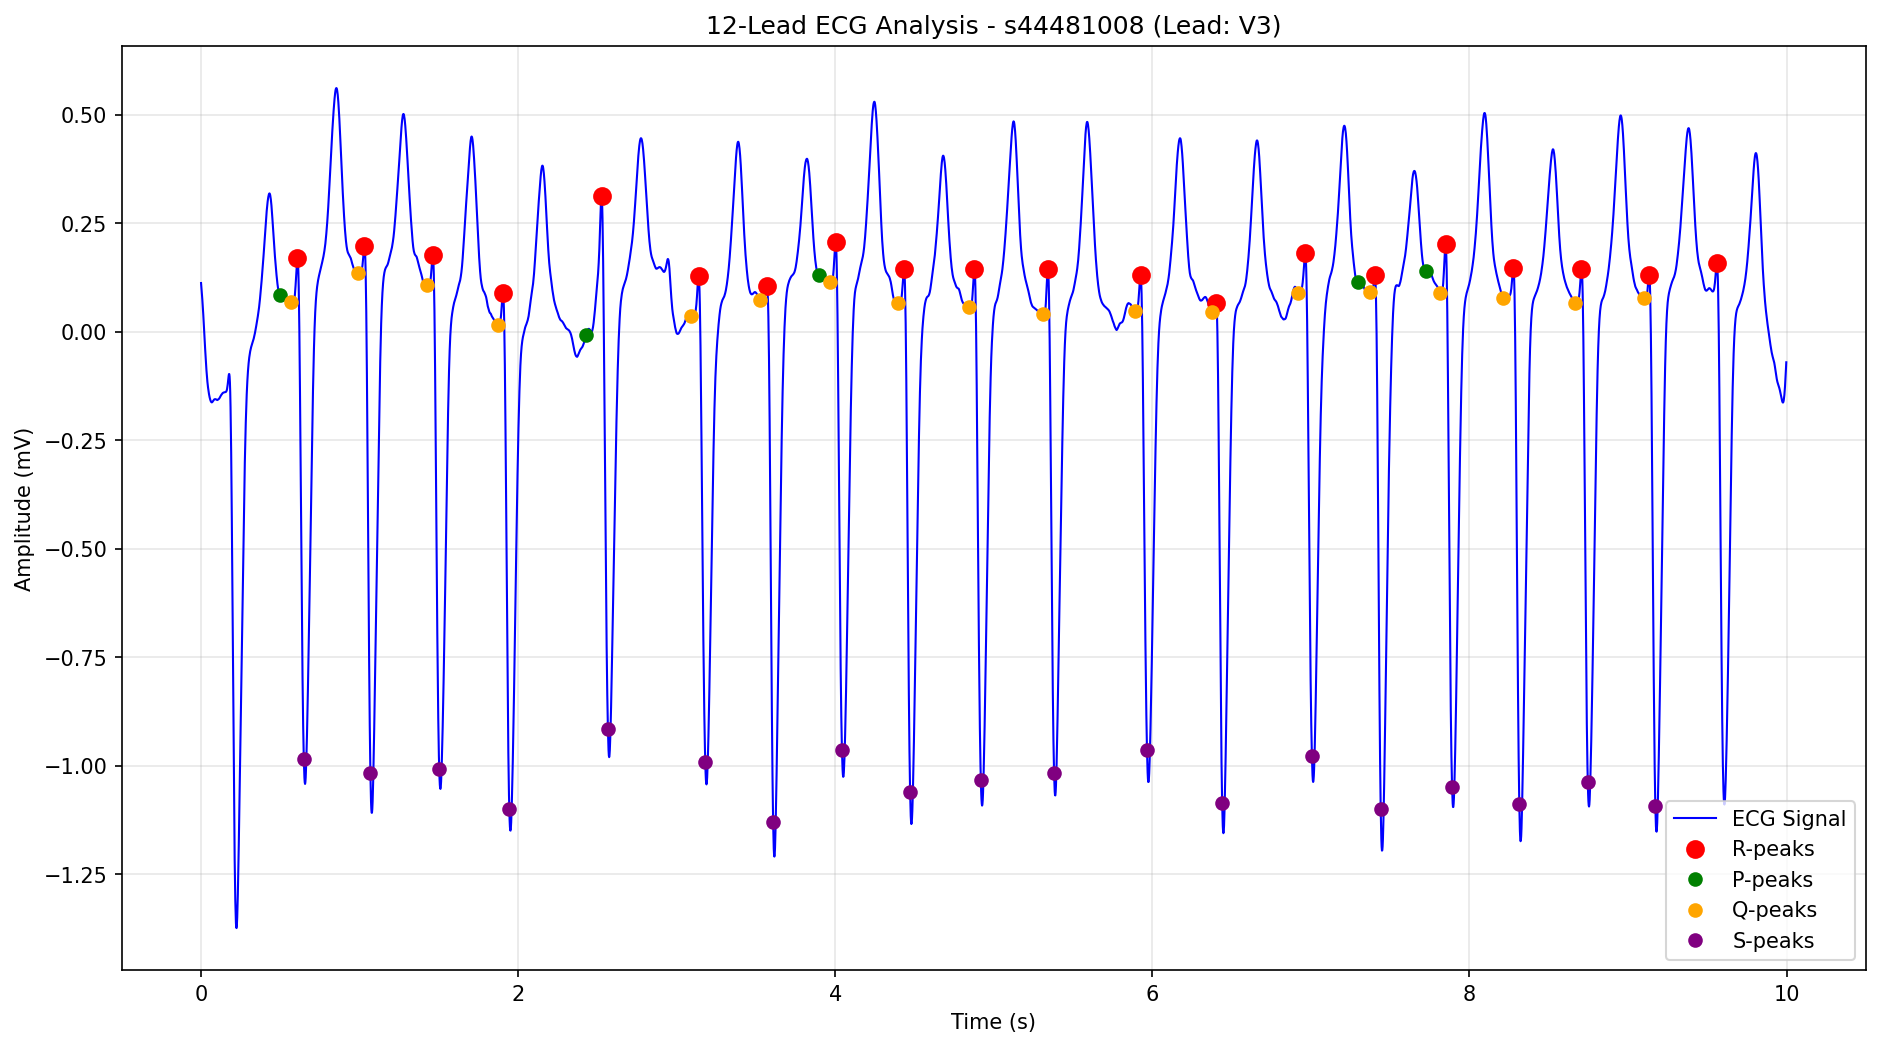 12-Lead ECG Analysis - s44481008 (Lead: V3)
Amplitude (mV)
0.50
0.25
0.00
−0.25
−0.50
−0.75
−1.00
−1.25
ECG Signal
R-peaks
P-peaks
Q-peaks
S-peaks
0 2 4 6 8 10
Time (s)